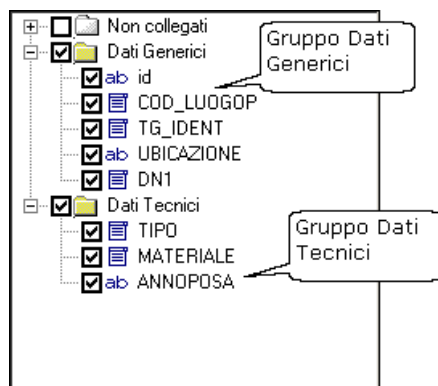 Non collegati
Dati Generici
Gruppo Dati
Generici
ab id
COD_LUOGOP
TG_IDENT
ab UBICAZIONE
DN1
Dati Tecnici
TIPO
Gruppo Dati
Tecnici
MATERIALE
ab ANNOPOSA